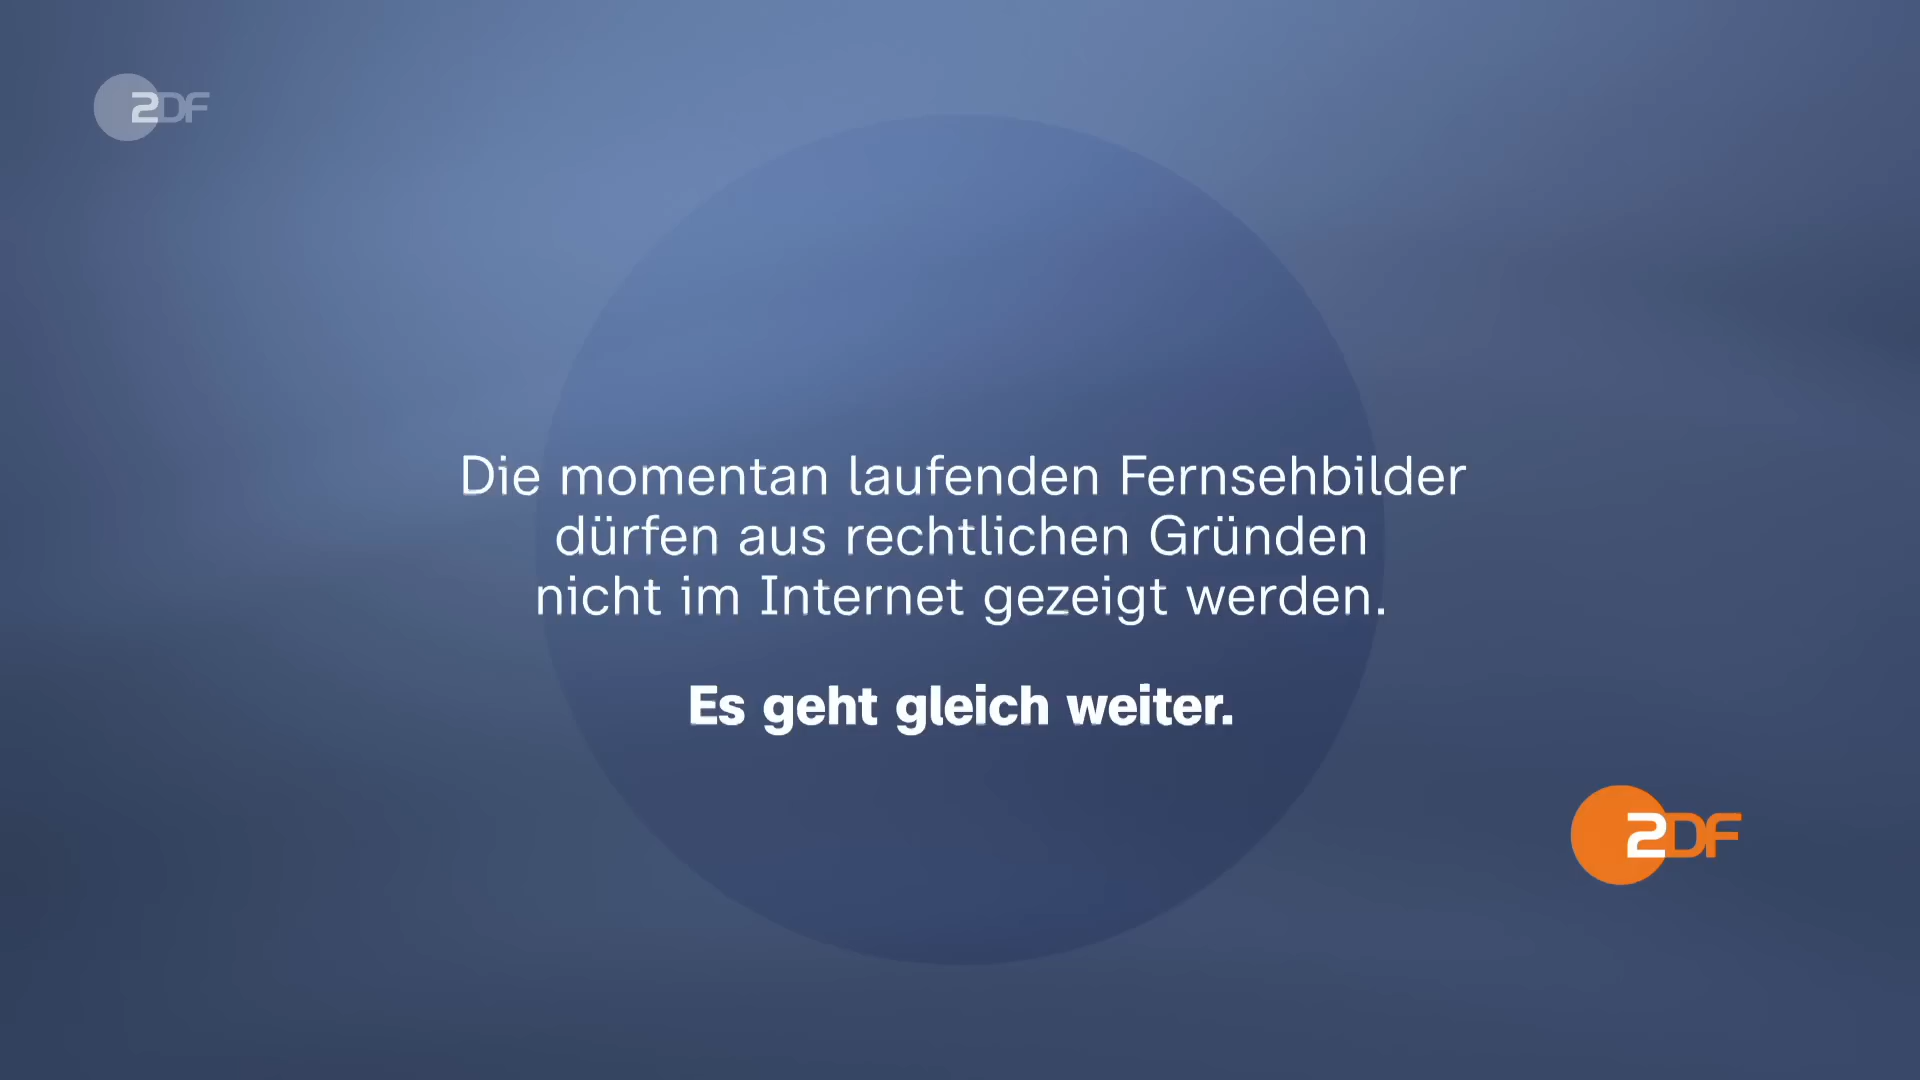 ZDF
Die momentan laufenden Fernsehbilder
dürfen aus rechtlichen Gründen
nicht im Internet gezeigt werden.
Es geht gleich weiter.
ZDF